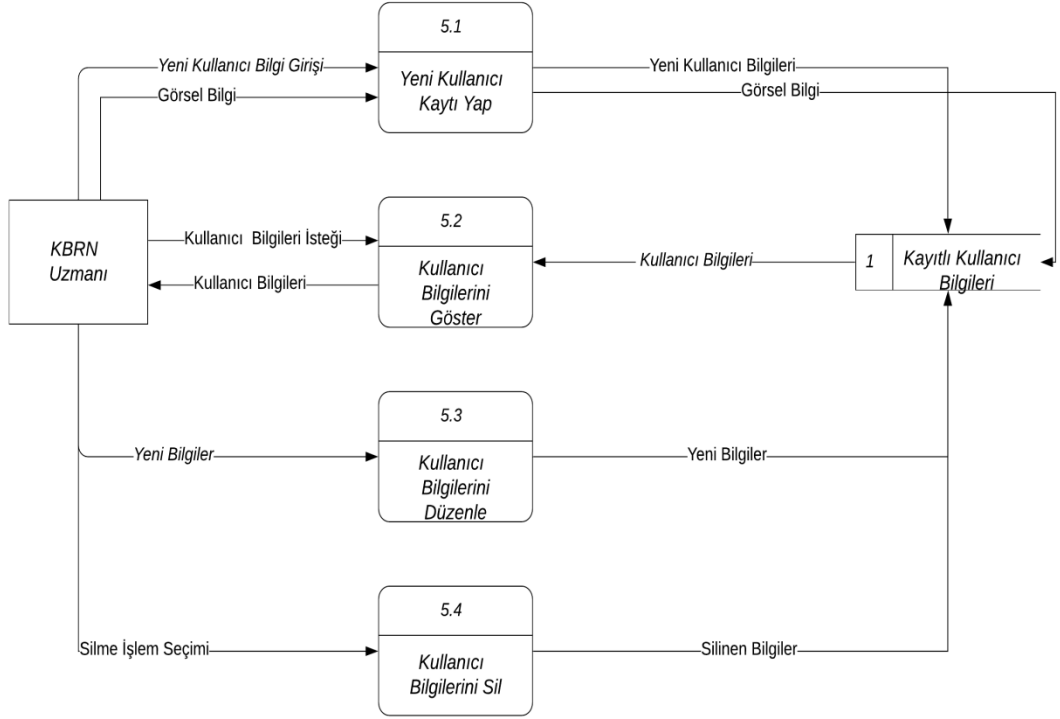 5.1
Yeni Kullanıcı Bilgi Girişi
Yeni Kullanıcı
Kaytı Yap
Yeni Kullanıcı Bilgileri
Görsel Bilgi
Görsel Bilgi
5.2
KBRN
Uzmanı
Kullanıcı Bilgileri İsteği
Kullanıcı Bilgileri
Kullanıcı
Bilgilerini
Göster
Kullanıcı Bilgileri
1
Kayıtlı Kullanıcı
Bilgileri
5.3
Yeni Bilgiler
Kullanıcı
Bilgilerini
Düzenle
Yeni Bilgiler
5.4
Silme İşlem Seçimi
Kullanıcı
Bilgilerini Sil
Silinen Bilgiler